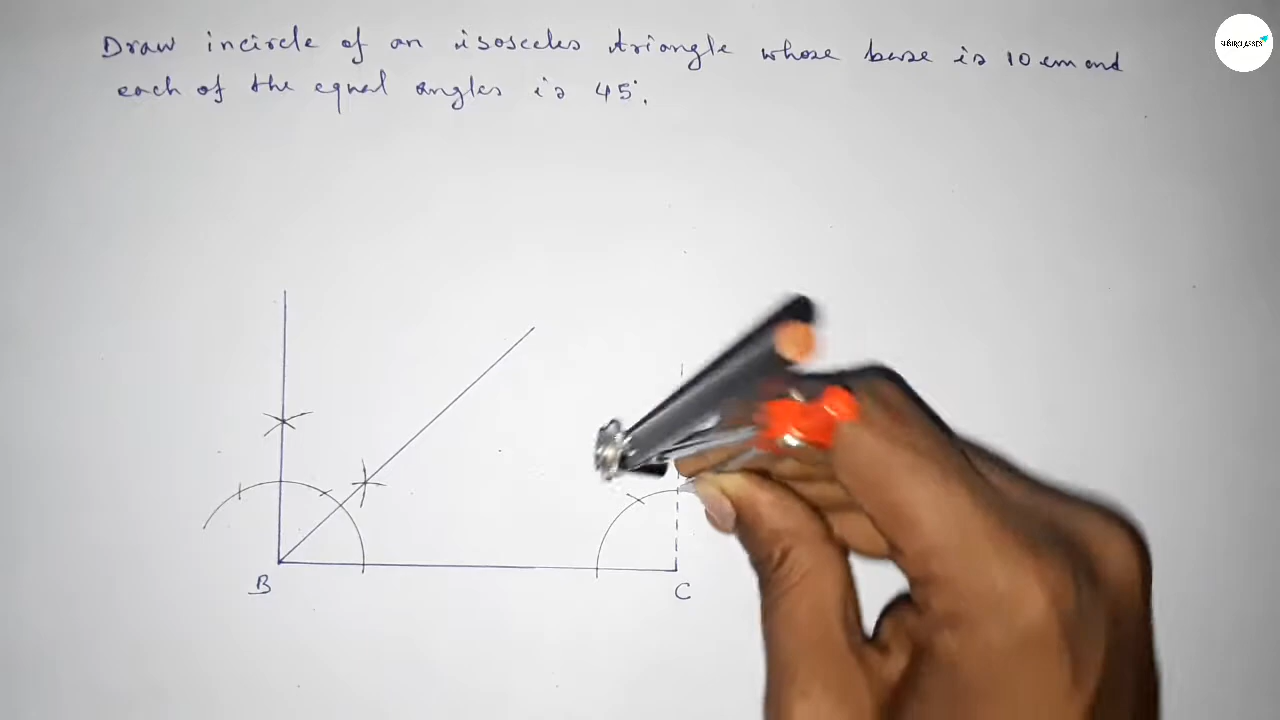 Draw incircle of an isosceles triangle whose base is 10 cm and
each of the equal angles is 45°.
B
C